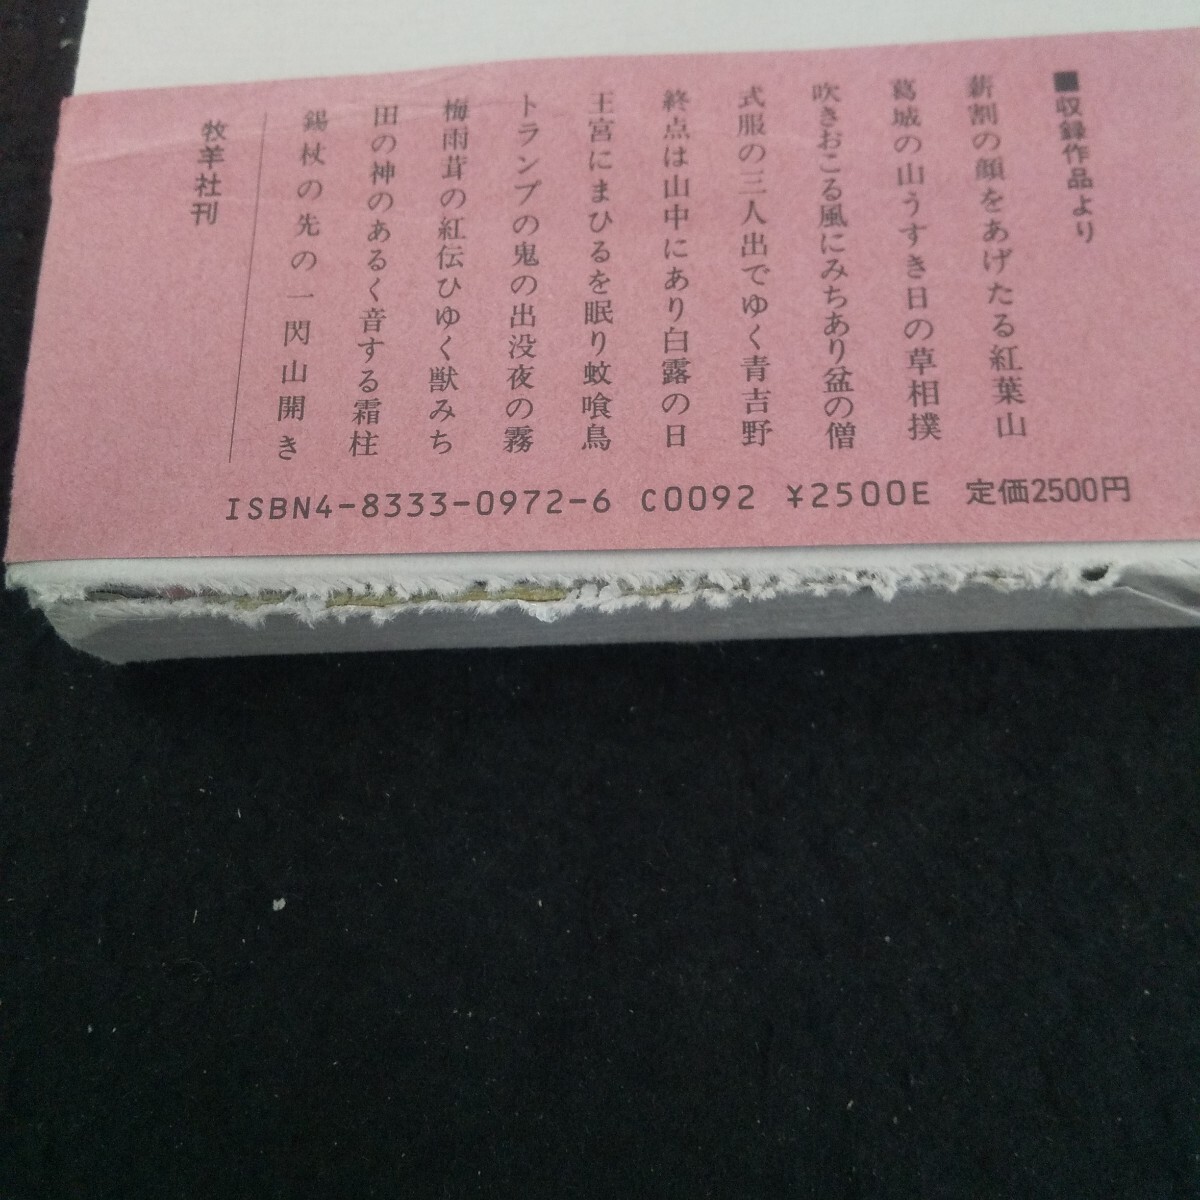 ■収録作品より
薪割の顔をあげたる紅葉山
葛城の山うすき日の草相撲
吹きおこる風にみちあり盆の僧
式服の三人出でゆく青吉野
終点は山中にあり白露の日
王宮にまひるを眠り蚊喰鳥
トランプの鬼の出没夜の霧
梅雨茸の紅伝ひゆく獣みち
田の神のあるく音する霜柱
錫杖の先の一閃山開き
牧羊社刊
ISBN4-8333-0972-6 C0092 ¥2500E 定価2500円